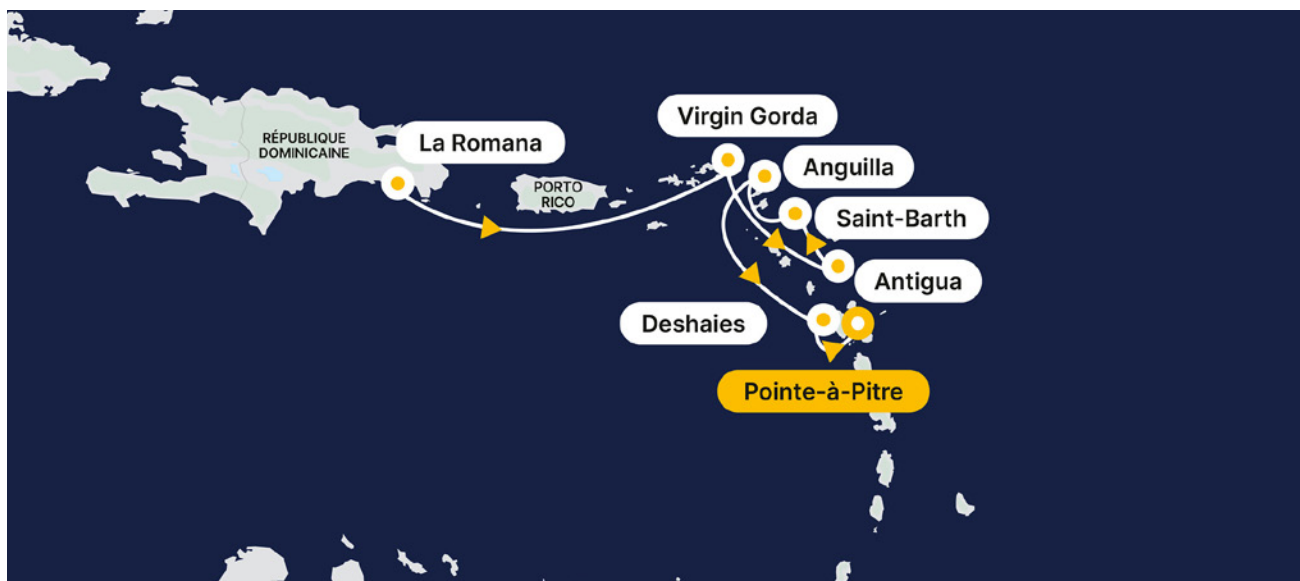 RÉPUBLIQUE
DOMINICAINE
La Romana
PORTO
RICO
Virgin Gorda
Anguilla
Saint-Barth
Antigua
Deshaies
Pointe-à-Pitre